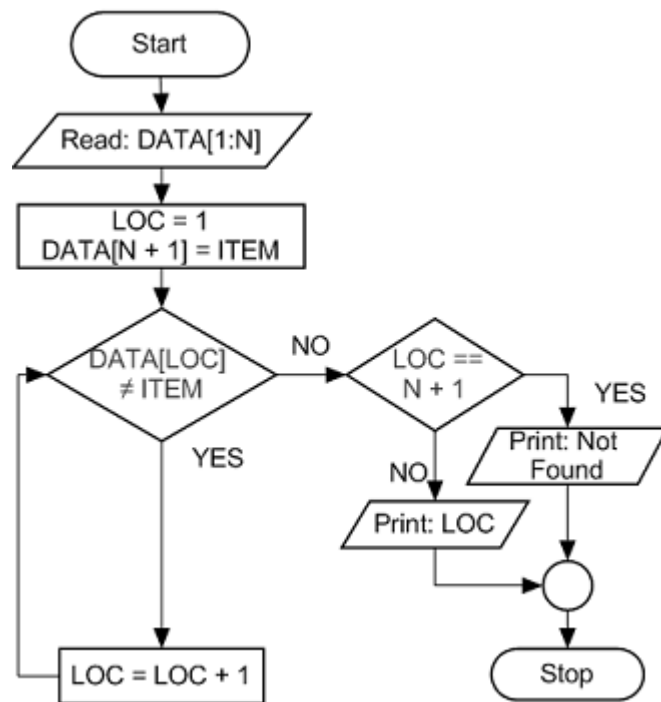 Start
Read: DATA[1:N]
LOC = 1
DATA[N + 1] = ITEM
DATA[LOC]
≠ ITEM
NO
LOC ==
N + 1
YES
YES
NO
Print: Not
Found
Print: LOC
LOC = LOC + 1
Stop